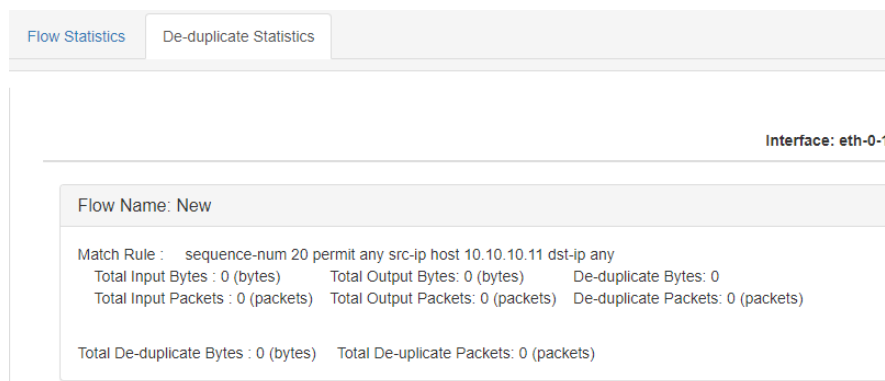 Flow Statistics De-duplicate Statistics
Interface: eth-0-1
Flow Name: New
Match Rule : sequence-num 20 permit any src-ip host 10.10.10.11 dst-ip any
Total Input Bytes : 0 (bytes) Total Output Bytes: 0 (bytes) De-duplicate Bytes: 0
Total Input Packets : 0 (packets) Total Output Packets: 0 (packets) De-duplicate Packets: 0 (packets)
Total De-duplicate Bytes : 0 (bytes) Total De-uplicate Packets: 0 (packets)